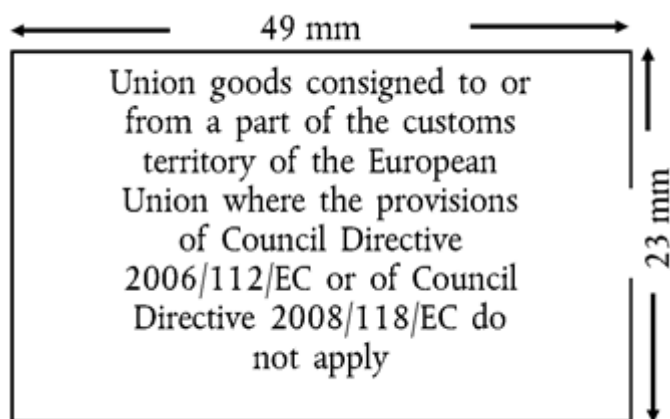 49 mm
Union goods consigned to or
from a part of the customs
territory of the European
Union where the provisions
of Council Directive
2006/112/EC or of Council
Directive 2008/118/EC do
not apply
23 mm